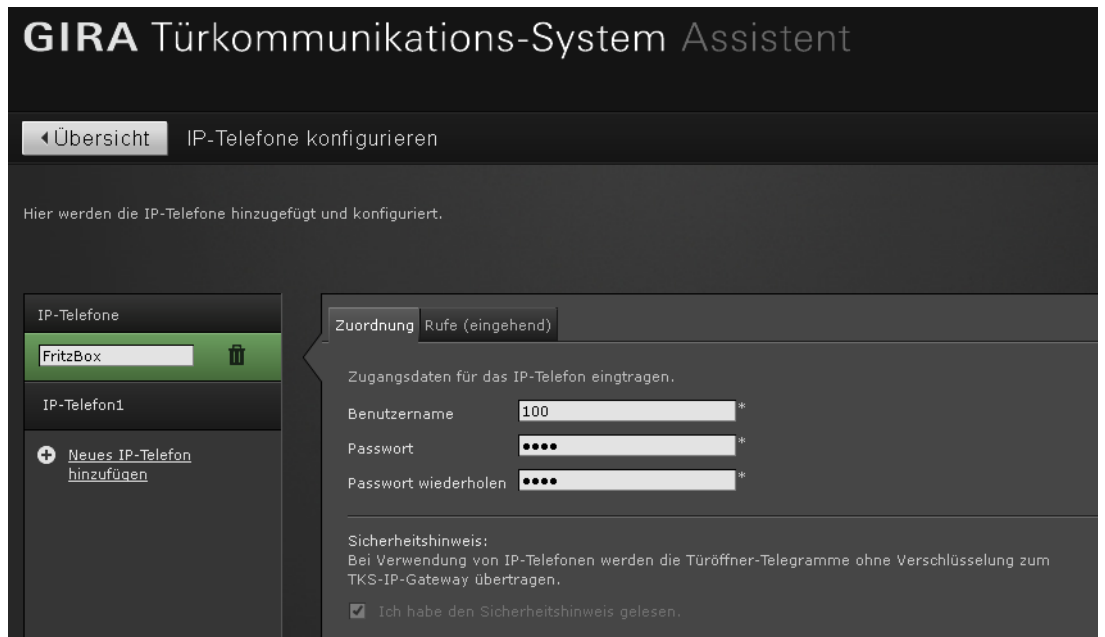 GIRA Türkommunikations-System Assistent
Übersicht
IP-Telefone konfigurieren
Hier werden die IP-Telefone hinzugefügt und konfiguriert.
IP-Telefone
FritzBox
IP-Telefon1
Neues IP-Telefon
hinzufügen
Zuordnung
Rufe (eingehend)
Zugangsdaten für das IP-Telefon eingtragen.
Benutzername 100 *
Passwort •••• *
Passwort wiederholen •••• *
Sicherheitshinweis:
Bei Verwendung von IP-Telefonen werden die Türöffner-Telegramme ohne Verschlüsselung zum
TKS-IP-Gateway übertragen.
Ich habe den Sicherheitshinweis gelesen.